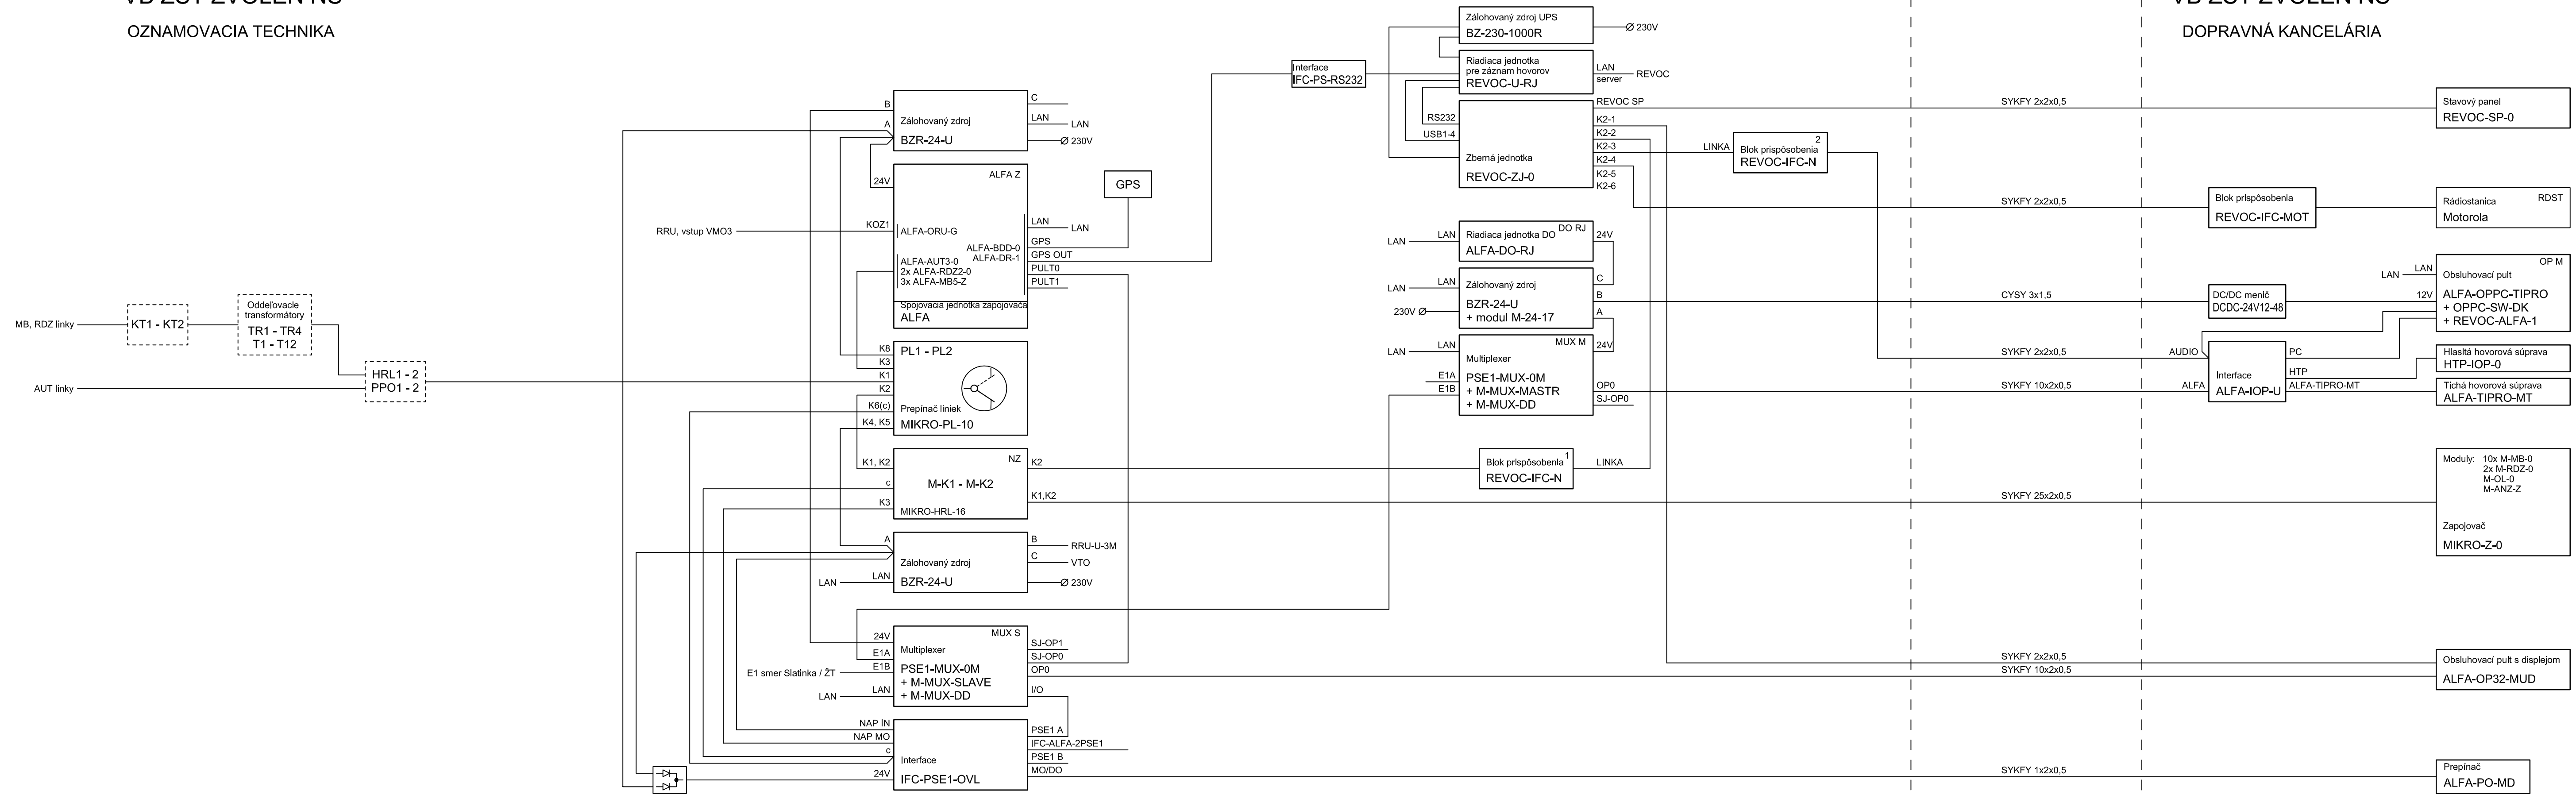 VB ŽST ZVOLEN NS
OZNAMOVACIA TECHNIKA
MB, RDZ linky
KT1 - KT2
Oddeľovacie
transformátory
TR1 - TR4
T1 - T12
AUT linky
HRL1 - 2
PPO1 - 2
B
A
Zálohovaný zdroj
BZR-24-U
C
LAN
LAN
230V
24V
ALFA Z
RRU, vstup VMO3
KOZ1
ALFA-ORU-G
ALFA-BDD-0
ALFA-DR-1
ALFA-AUT3-0
2x ALFA-RDZ2-0
3x ALFA-MB5-Z
Spojovacia jednotka zapojovača
ALFA
LAN
LAN
GPS
GPS OUT
PULT0
PULT1
GPS
K8
K3
K1
K2
K6(c)
K4, K5
PL1 - PL2
Prepínač liniek
MIKRO-PL-10
K1, K2
c
K3
NZ
M-K1 - M-K2
MIKRO-HRL-16
K2
K1,K2
A
LAN
LAN
Zálohovaný zdroj
BZR-24-U
B
RRU-U-3M
C
VTO
230V
24V
E1A
E1B
E1 smer Slatinka / ŽT
LAN
LAN
MUX S
Multiplexer
PSE1-MUX-0M
+ M-MUX-SLAVE
+ M-MUX-DD
SJ-OP1
SJ-OP0
OP0
I/O
NAP IN
NAP MO
c
24V
Interface
IFC-PSE1-OVL
PSE1 A
IFC-ALFA-2PSE1
PSE1 B
MO/DO
Interface
IFC-PS-RS232
Zálohovaný zdroj UPS
BZ-230-1000R
230V
Riadiaca jednotka
pre záznam hovorov
REVOC-U-RJ
LAN
server
REVOC
RS232
USB1-4
Zberná jednotka
REVOC-ZJ-0
REVOC SP
K2-1
K2-2
K2-3
K2-4
K2-5
K2-6
LINKA
2
Blok prispôsobenia
REVOC-IFC-N
LAN
LAN
DO RJ
Riadiaca jednotka DO
ALFA-DO-RJ
24V
LAN
LAN
230V
Zálohovaný zdroj
BZR-24-U
+ modul M-24-17
C
B
A
LAN
LAN
E1A
E1B
MUX M
Multiplexer
PSE1-MUX-0M
+ M-MUX-MASTR
+ M-MUX-DD
24V
OP0
SJ-OP0
1
Blok prispôsobenia
REVOC-IFC-N
LINKA
SYKFY 2x2x0,5
SYKFY 2x2x0,5
CYSY 3x1,5
SYKFY 2x2x0,5
SYKFY 10x2x0,5
SYKFY 25x2x0,5
SYKFY 2x2x0,5
SYKFY 10x2x0,5
SYKFY 1x2x0,5
VB ŽST ZVOLEN NS
DOPRAVNÁ KANCELÁRIA
Stavový panel
REVOC-SP-0
Blok prispôsobenia
REVOC-IFC-MOT
RDST
Rádiostanica
Motorola
DC/DC menič
DCDC-24V12-48
LAN
LAN
12V
OP M
Obsluhovací pult
ALFA-OPPC-TIPRO
+ OPPC-SW-DK
+ REVOC-ALFA-1
AUDIO
ALFA
Interface
ALFA-IOP-U
PC
HTP
ALFA-TIPRO-MT
Hlasitá hovorová súprava
HTP-IOP-0
Tichá hovorová súprava
ALFA-TIPRO-MT
Moduly: 10x M-MB-0
2x M-RDZ-0
M-OL-0
M-ANZ-Z
Zapojovač
MIKRO-Z-0
Obsluhovací pult s displejom
ALFA-OP32-MUD
Prepínač
ALFA-PO-MD